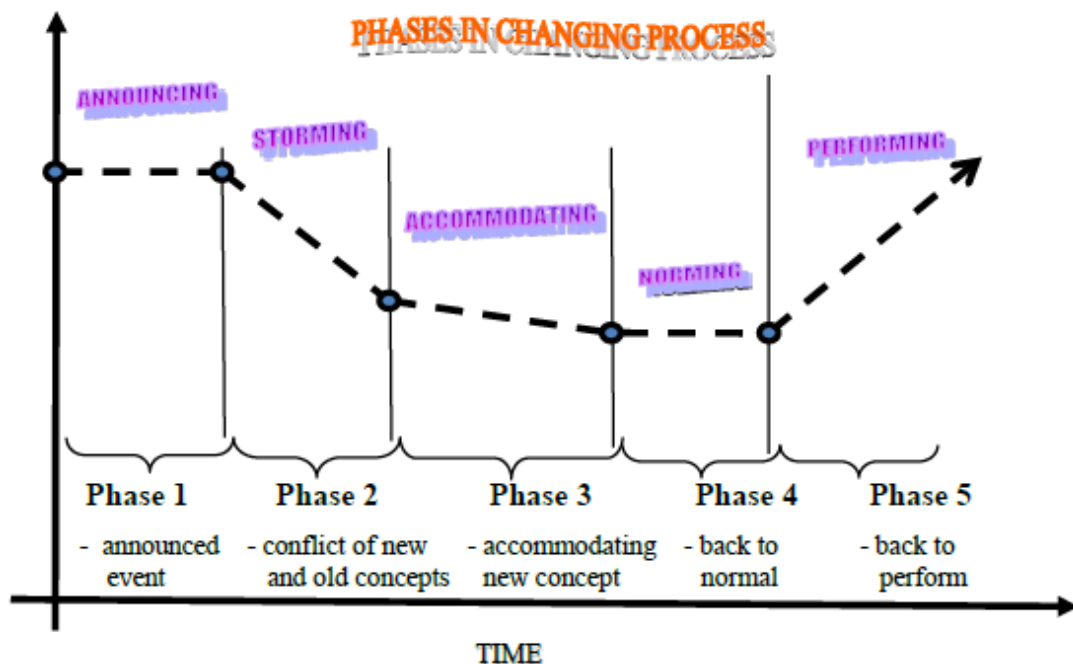 PHASES IN CHANGING PROCESS
ANNOUNCING
STORMING
ACCOMMODATING
NORMING
PERFORMING
Phase 1
- announced
event
Phase 2
- conflict of new
and old concepts
Phase 3
- accommodating
new concept
Phase 4
- back to
normal
Phase 5
- back to
perform
TIME